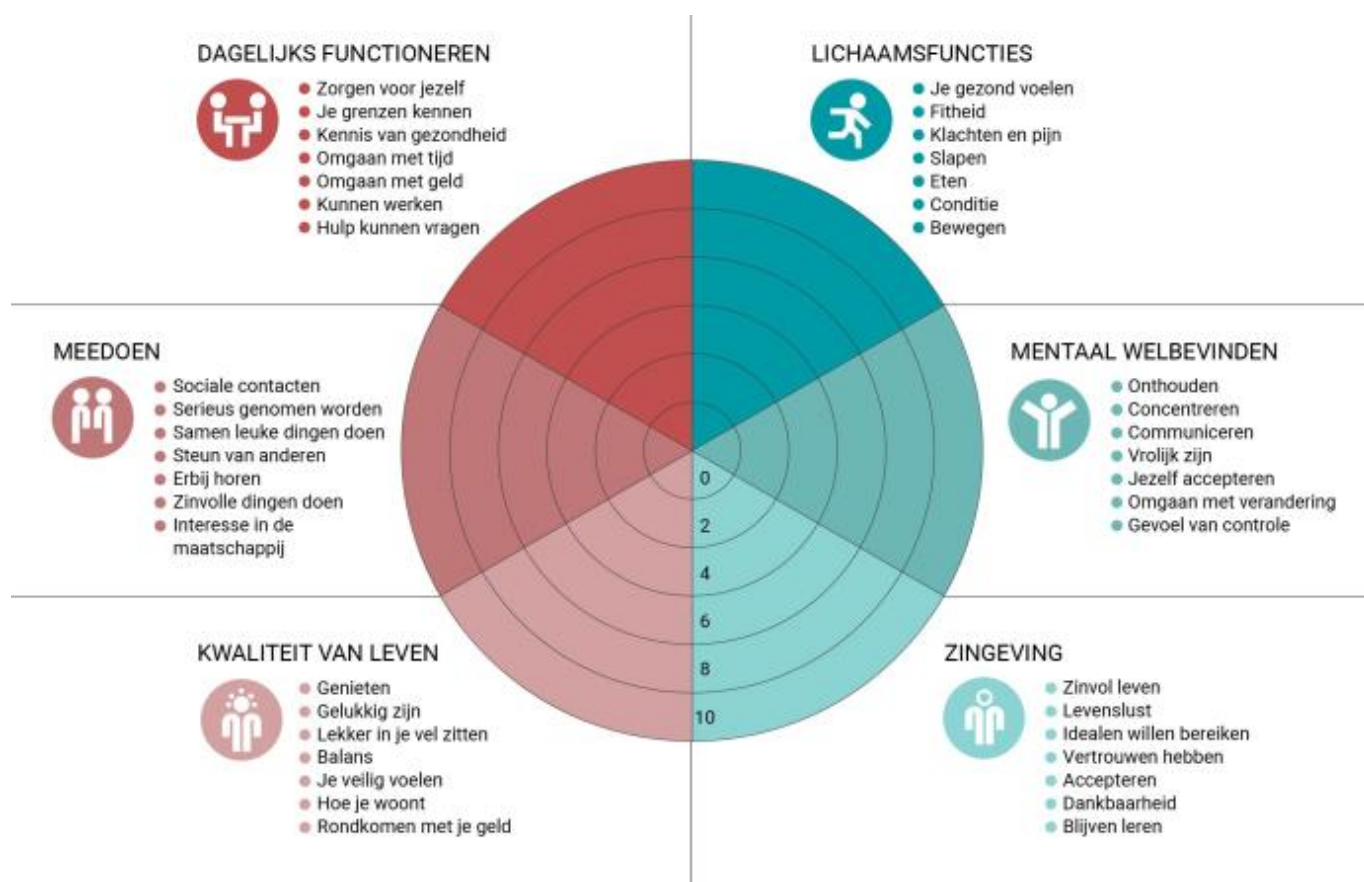 DAGELIJKS FUNCTIONEREN
Zorgen voor jezelf
Je grenzen kennen
Kennis van gezondheid
Omgaan met tijd
Omgaan met geld
Kunnen werken
Hulp kunnen vragen
LICHAAMSFUNCTIES
Je gezond voelen
Fitheid
Klachten en pijn
Slapen
Eten
Conditie
Bewegen
MEEDOEN
Sociale contacten
Serieus genomen worden
Samen leuke dingen doen
Steun van anderen
Erbij horen
Zinvolle dingen doen
Interesse in de
maatschappij
MENTAAL WELBEVINDEN
Onthouden
Concentreren
Communiceren
Vrolijk zijn
Jezelf accepteren
Omgaan met verandering
Gevoel van controle
0
2
4
6
8
10
KWALITEIT VAN LEVEN
Genieten
Gelukkig zijn
Lekker in je vel zitten
Balans
Je veilig voelen
Hoe je woont
Rondkomen met je geld
ZINGEVING
Zinvol leven
Levenslust
Idealen willen bereiken
Vertrouwen hebben
Accepteren
Dankbaarheid
Blijven leren